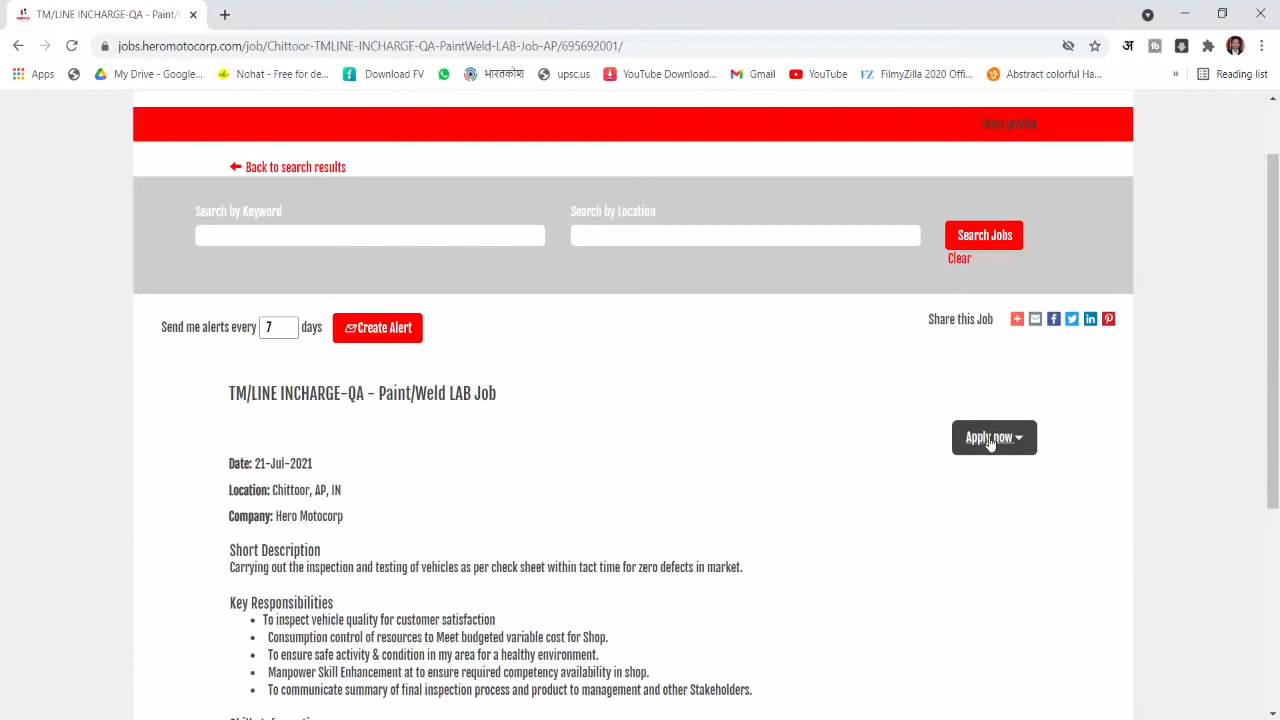 TM/LINE INCHARGE-QA - Paint/
jobs.heromotocorp.com/job/Chittoor-TMLINE-INCHARGE-QA-PaintWeld-LAB-Job-AP/695692001/
अ
Apps
My Drive - Google...
Nohat - Free for de...
Download FV
भारतकोश
upsc.us
YouTube Download...
Gmail
YouTube
FZ FilmyZilla 2020 Offi...
Abstract colorful Ha...
»
Reading list
View profile
Back to search results
Search by Keyword
Search by Location
Search Jobs
Clear
Send me alerts every 7 days
Create Alert
Share this Job
TM/LINE INCHARGE-QA - Paint/Weld LAB Job
Apply now
Date: 21-Jul-2021
Location: Chittoor, AP, IN
Company: Hero Motocorp
Short Description
Carrying out the inspection and testing of vehicles as per check sheet within tact time for zero defects in market.
Key Responsibilities
• To inspect vehicle quality for customer satisfaction
• Consumption control of resources to Meet budgeted variable cost for Shop.
• To ensure safe activity & condition in my area for a healthy environment.
• Manpower Skill Enhancement at to ensure required competency availability in shop.
• To communicate summary of final inspection process and product to management and other Stakeholders.